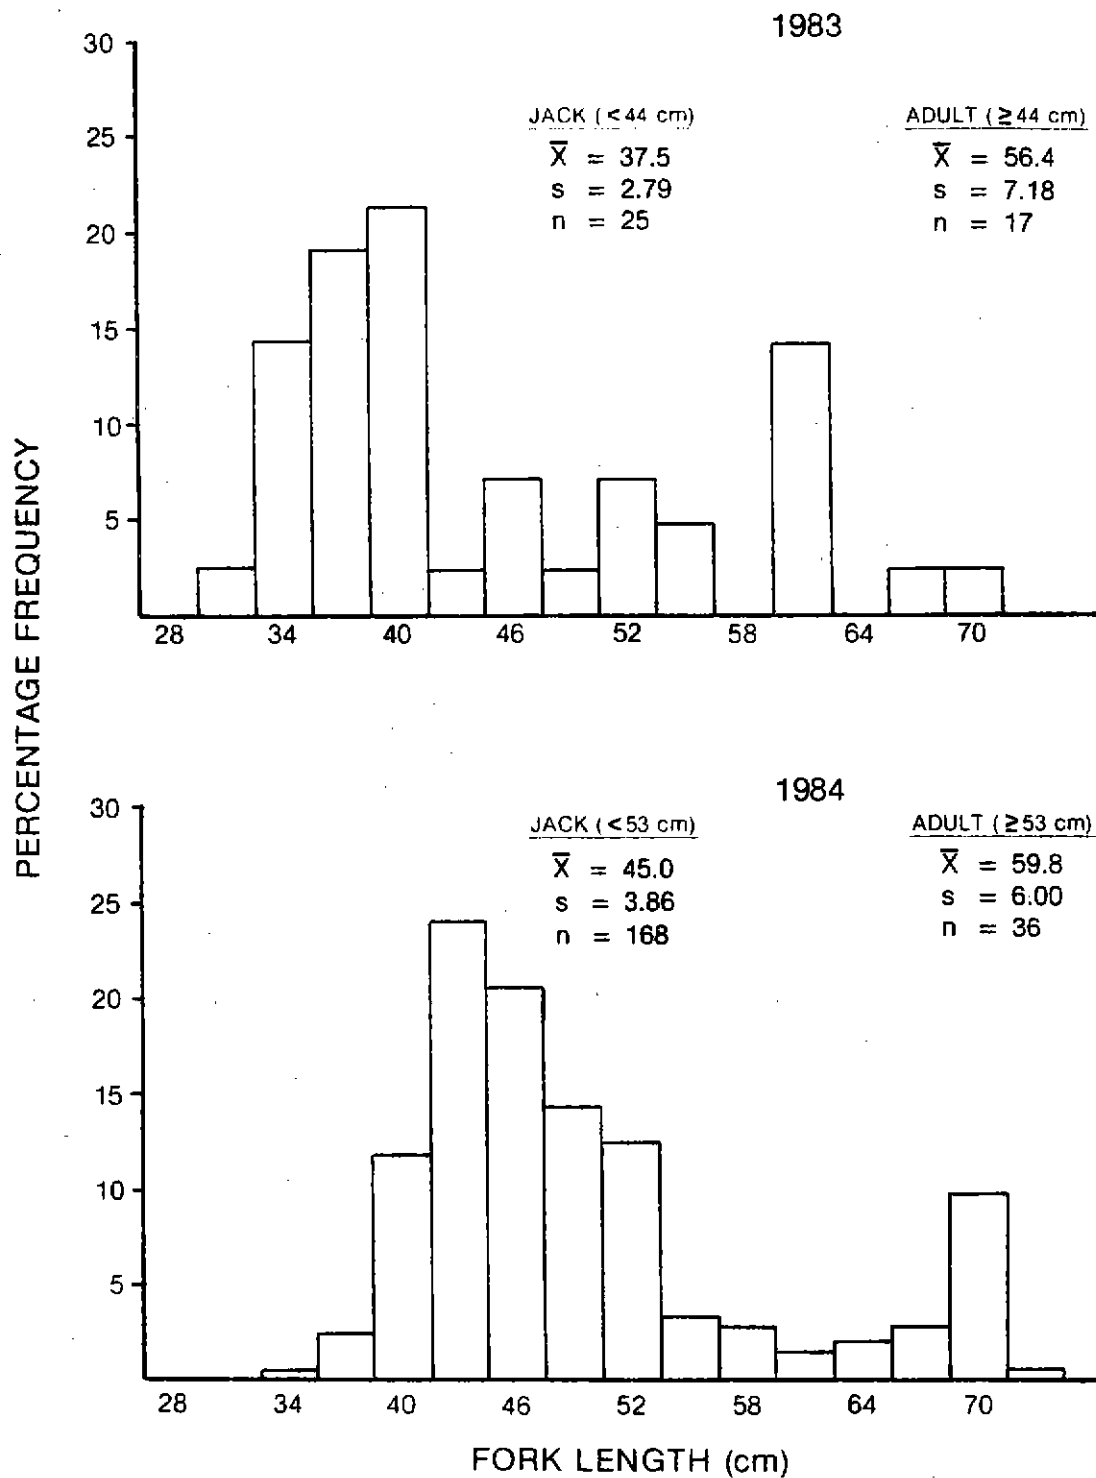 1983
30
25
20
15
10
5
JACK (<44 cm)
X̄ = 37.5
s = 2.79
n = 25
ADULT (≥44 cm)
X̄ = 56.4
s = 7.18
n = 17
28 34 40 46 52 58 64 70
PERCENTAGE FREQUENCY
1984
30
25
20
15
10
5
JACK (<53 cm)
X̄ = 45.0
s = 3.86
n = 168
ADULT (≥53 cm)
X̄ = 59.8
s = 6.00
n = 36
28 34 40 46 52 58 64 70
FORK LENGTH (cm)